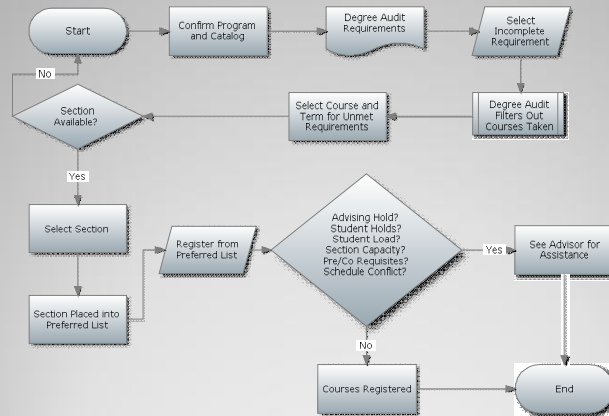 Start
Confirm Program
and Catalog
Degree Audit
Requirements
Select
Incomplete
Requirement
No
Section
Available?
Select Course and
Term for Unmet
Requirements
Degree Audit
Filters Out
Courses Taken
Yes
Select Section
Section Placed into
Preferred List
Register from
Preferred List
Advising Hold?
Student Holds?
Student Load?
Section Capacity?
Pre/Co Requisites?
Schedule Conflict?
Yes
See Advisor for
Assistance
No
Courses Registered
End